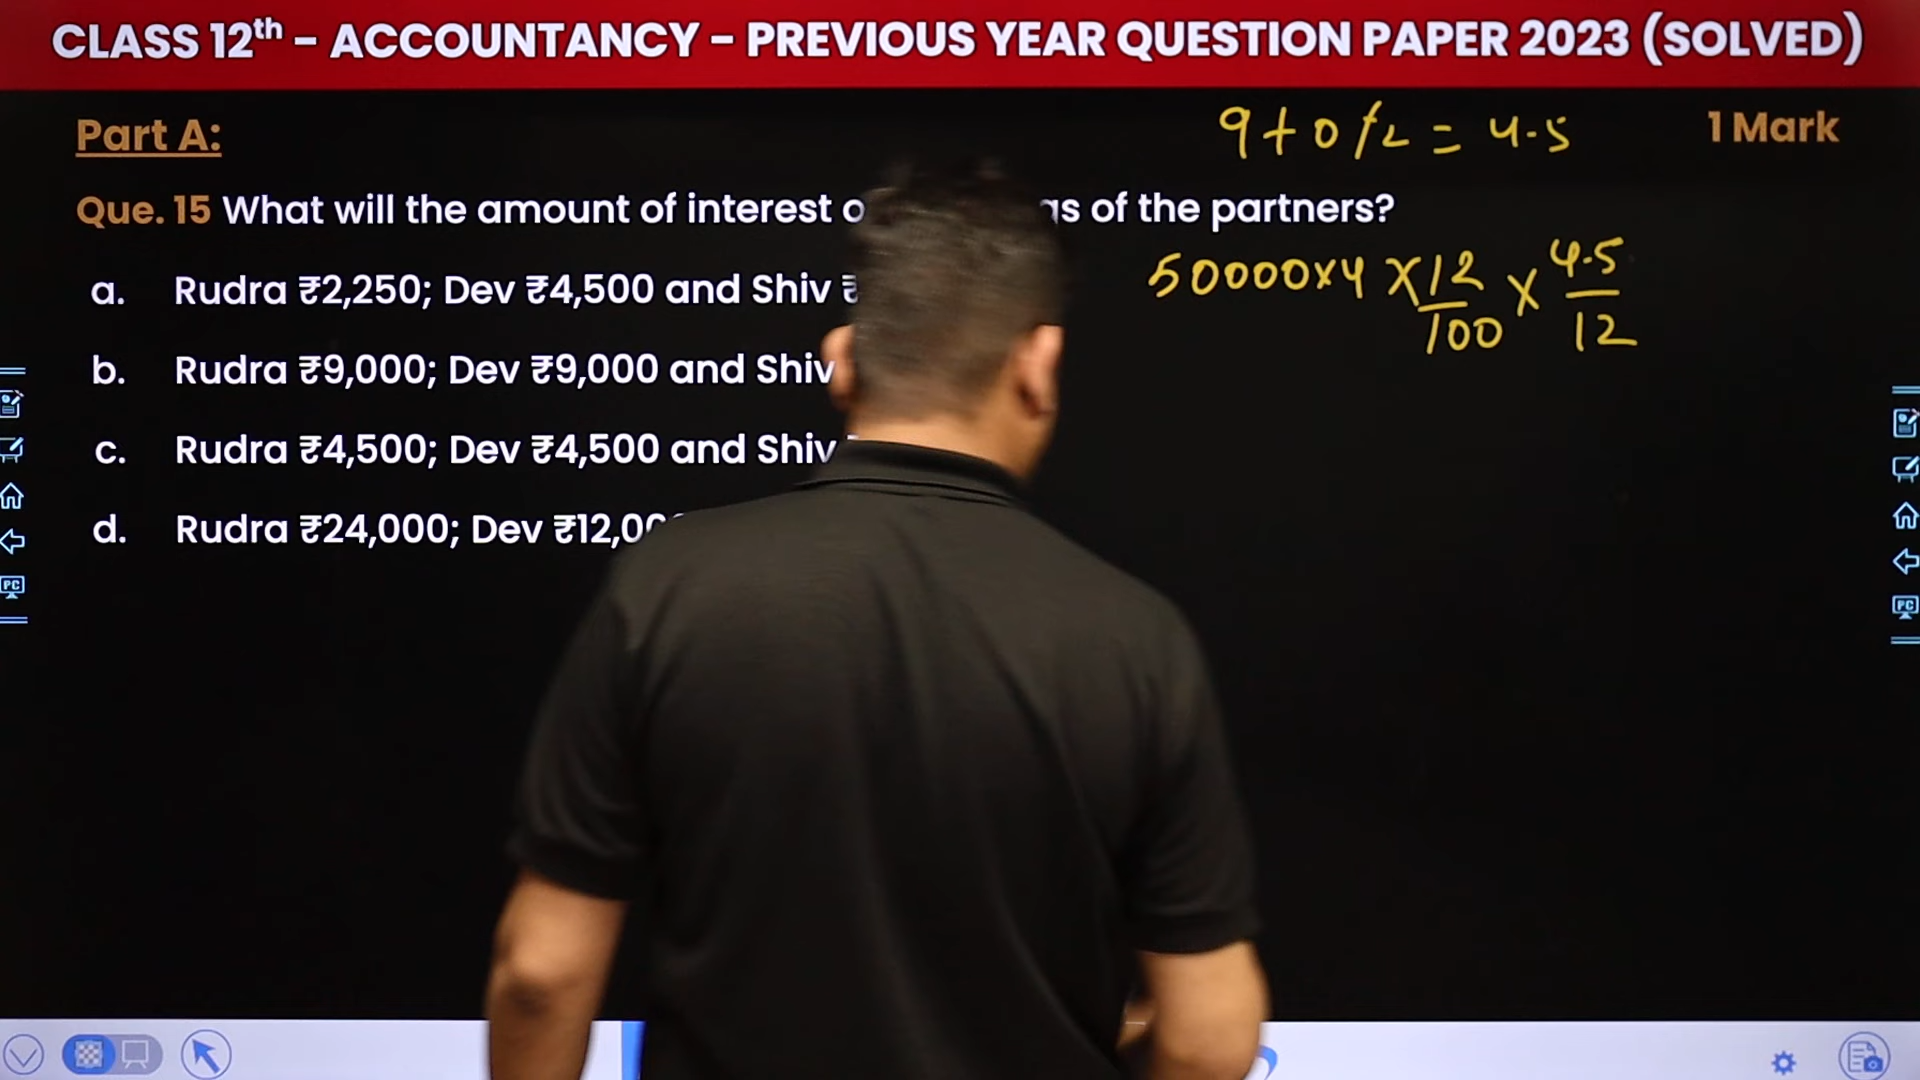 CLASS 12th - ACCOUNTANCY - PREVIOUS YEAR QUESTION PAPER 2023 (SOLVED)
Part A:
9+0/2 = 4.5
1 Mark
Que. 15 What will the amount of interest of the partners?
50000x4 x 12/100 x 4.5/12
a. Rudra ₹2,250; Dev ₹4,500 and Shiv ₹
b. Rudra ₹9,000; Dev ₹9,000 and Shiv
c. Rudra ₹4,500; Dev ₹4,500 and Shiv
d. Rudra ₹24,000; Dev
PC
PC